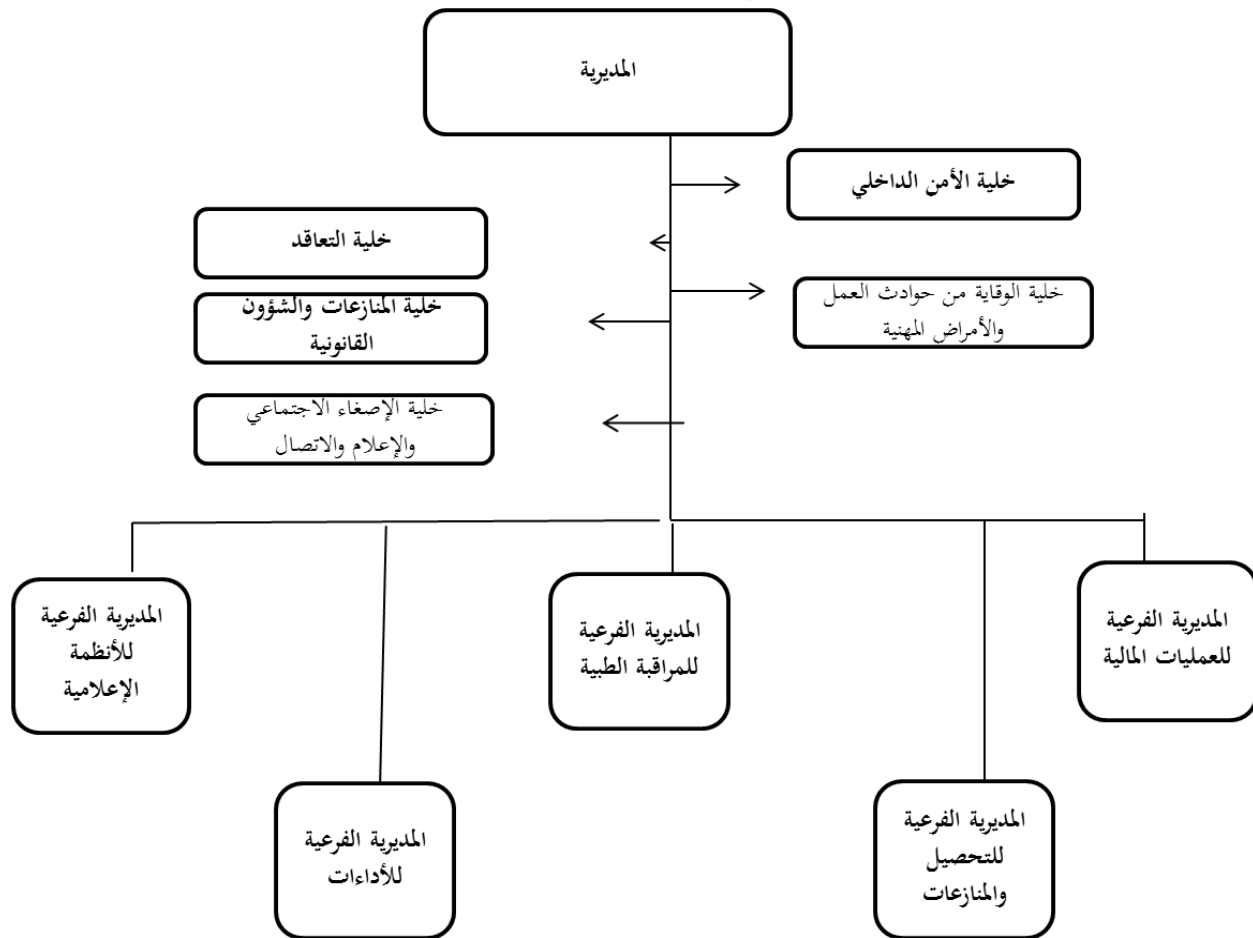 المديرية
خلية الأمن الداخلي
خلية التعاقد
خلية الوقاية من حوادث العمل
والأمراض المهنية
خلية المنازعات والشؤون
القانونية
خلية الإصغاء الاجتماعي
والإعلام والاتصال
المديرية الفرعية
للعمليات المالية
المديرية الفرعية
للمراقبة الطبية
المديرية الفرعية
للأنظمة
الإعلامية
المديرية الفرعية
للتحصيل
والمنازعات
المديرية الفرعية
للأداءات